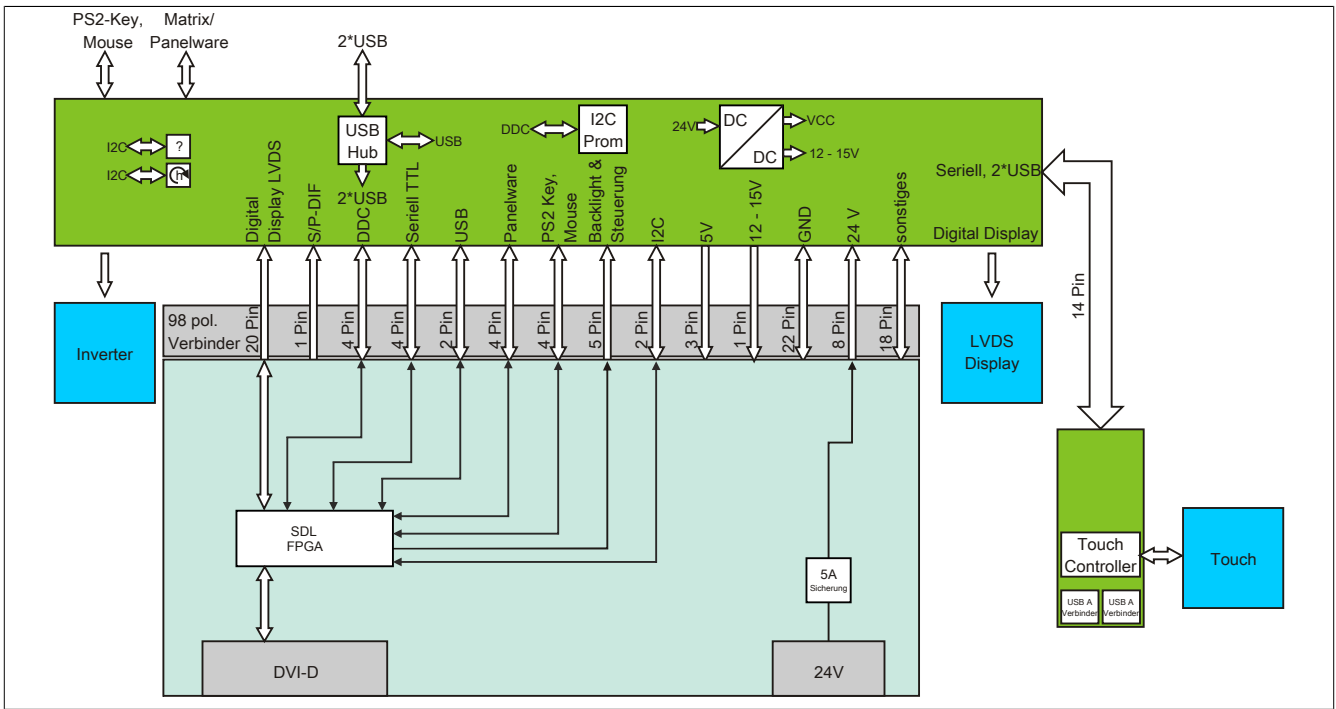 PS2-Key,
Mouse
Matrix/
Panelware
2*USB
I2C
?
I2C
h
USB
Hub
USB
2*USB
DDC
I2C
Prom
24V
DC
DC
VCC
12 - 15V
Seriell, 2*USB
Digital Display
Digital
Display LVDS
S/P-DIF
DDC
Seriell TTL
USB
Panelware
PS2 Key,
Mouse
Backlight &
Steuerung
I2C
5V
12 - 15V
GND
24 V
sonstiges
98 pol.
Verbinder
20 Pin
1 Pin
4 Pin
4 Pin
2 Pin
4 Pin
4 Pin
5 Pin
2 Pin
3 Pin
1 Pin
22 Pin
8 Pin
18 Pin
14 Pin
Inverter
LVDS
Display
SDL
FPGA
5A
Sicherung
DVI-D
24V
Touch
Controller
USB A
Verbinder
USB A
Verbinder
Touch